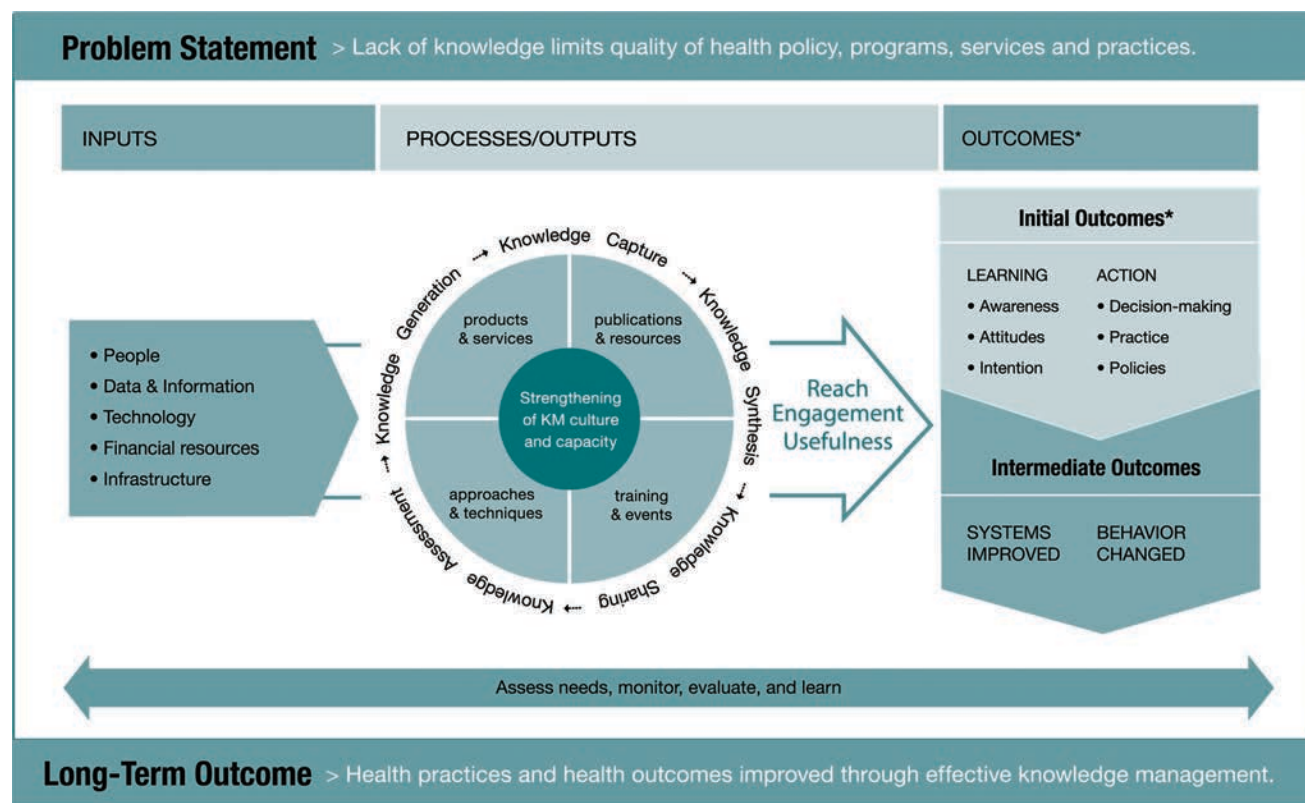 Problem Statement > Lack of knowledge limits quality of health policy, programs, services and practices.
INPUTS
PROCESSES/OUTPUTS
OUTCOMES*
• People
• Data & Information
• Technology
• Financial resources
• Infrastructure
Knowledge Generation → Knowledge Capture → Knowledge Synthesis → Knowledge Sharing → Knowledge Assessment →
products
& services
publications
& resources
Strengthening
of KM culture
and capacity
approaches
& techniques
training
& events
Reach
Engagement
Usefulness
Initial Outcomes*
LEARNING
• Awareness
• Attitudes
• Intention
ACTION
• Decision-making
• Practice
• Policies
Intermediate Outcomes
SYSTEMS
IMPROVED
BEHAVIOR
CHANGED
Assess needs, monitor, evaluate, and learn
Long-Term Outcome > Health practices and health outcomes improved through effective knowledge management.